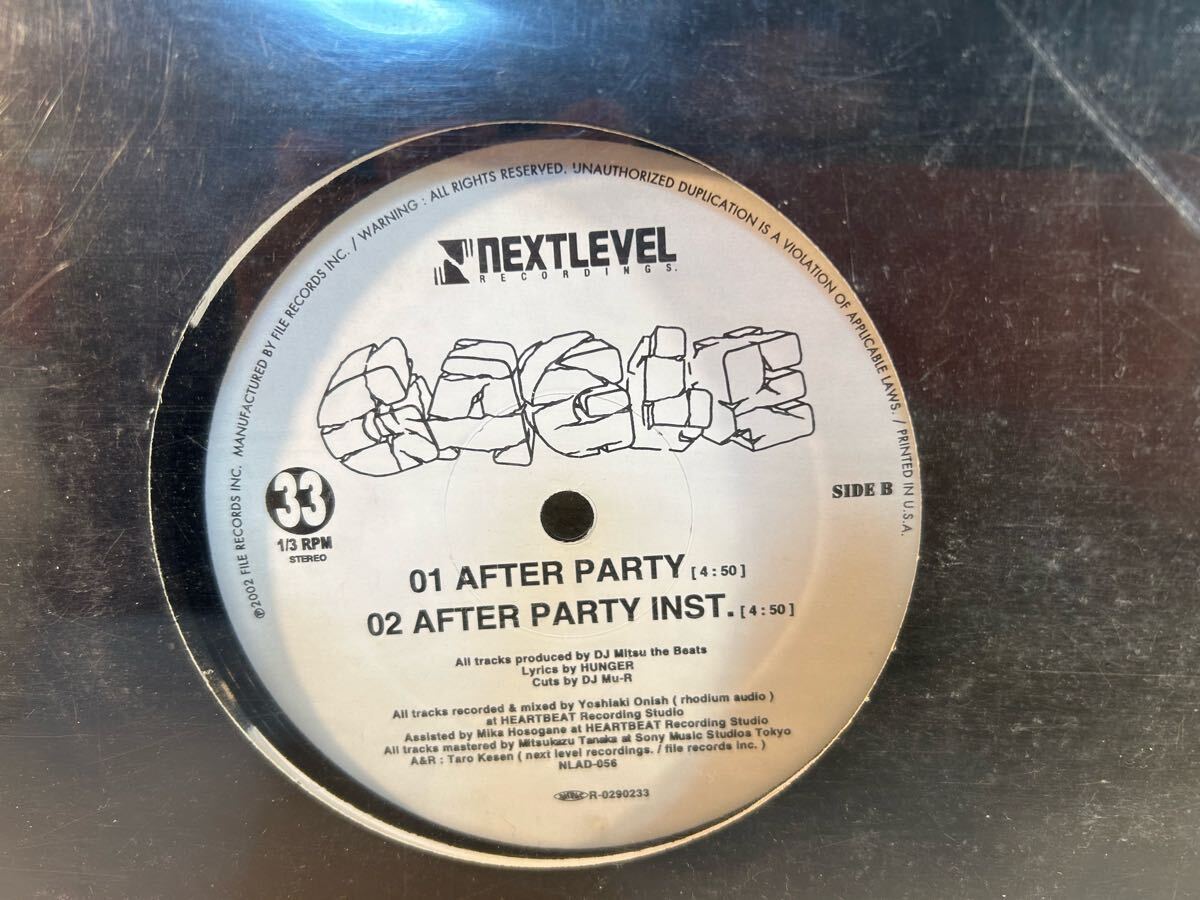 ℗2002 FILE RECORDS INC. MANUFACTURED BY FILE RECORDS INC. / WARNING : ALL RIGHTS RESERVED. UNAUTHORIZED DUPLICATION IS A VIOLATION OF APPLICABLE LAWS. / PRINTED IN U.S.A.
NEXTLEVEL
RECORDINGS.
GAGLE
33
1/3 RPM
STEREO
SIDE B
01 AFTER PARTY [4:50]
02 AFTER PARTY INST. [4:50]
All tracks produced by DJ Mitsu the Beats
Lyrics by HUNGER
Cuts by DJ Mu-R
All tracks recorded & mixed by Yoshiaki Onish ( rhodium audio )
at HEARTBEAT Recording Studio
Assisted by Mika Hosogane at HEARTBEAT Recording Studio
All tracks mastered by Mitsukazu Tanaka at Sony Music Studios Tokyo
A&R : Taro Kesen ( next level recordings. / file records inc. )
NLAD-056
R-0290233